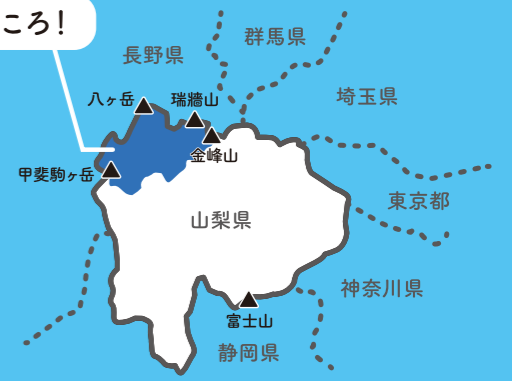 ころ!
群馬県
長野県
埼玉県
八ヶ岳
瑞牆山
金峰山
甲斐駒ヶ岳
東京都
山梨県
神奈川県
富士山
静岡県